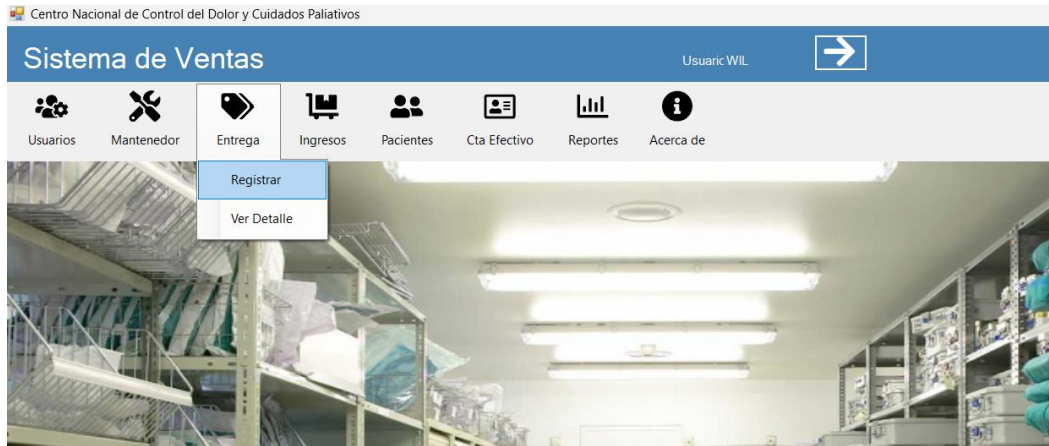 Centro Nacional de Control del Dolor y Cuidados Paliativos
Sistema de Ventas
Usuaric WIL
Usuarios Mantenedor Entrega Ingresos Pacientes Cta Efectivo Reportes Acerca de
Registrar
Ver Detalle